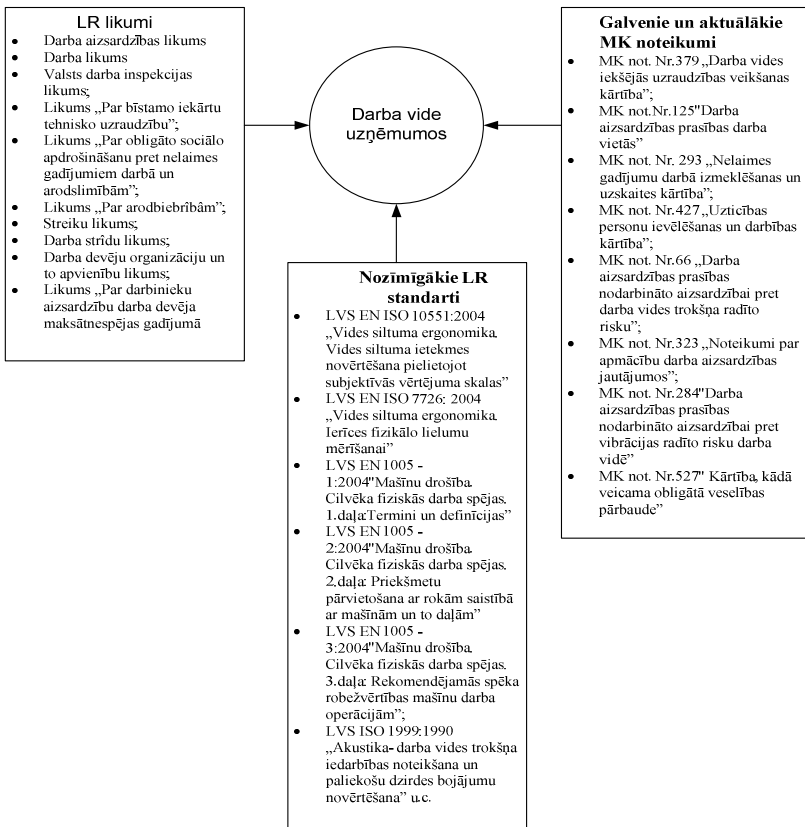 LR likumi
• Darba aizsardzības likums
• Darba likums
• Valsts darba inspekcijas
likums;
• Likums „Par bīstamo iekārtu
tehnisko uzraudzību”;
• Likums „Par obligāto sociālo
apdrošināšanu pret nelaimes
gadījumiem darbā un
arodslimībām”;
• Likums „Par arodbiebrîbâm”;
• Streiku likums;
• Darba strīdu likums;
• Darba devēju organizāciju un
to apvienību likums;
• Likums „Par darbinieku
aizsardzību darba devēja
maksātnespējas gadījumā
Darba vide
uzņēmumos
Galvenie un aktuālākie
MK noteikumi
• MK not. Nr.379 „Darba vides
iekšējās uzraudzības veikšanas
kārtība”;
• MK not.Nr.125"Darba
aizsardzības prasības darba
vietās”
• MK not. Nr. 293 „Nelaimes
gadījumu darbā izmeklēšanas un
uzskaites kārtība”;
• MK not. Nr.427 „Uzticības
personu ievēlēšanas un darbības
kārtība”;
• MK not. Nr.66 „Darba
aizsardzības prasības
nodarbināto aizsardzībai pret
darba vides trokšņa radīto
risku”;
• MK not. Nr.323 „Noteikumi par
apmācību darba aizsardzības
jautājumos”;
• MK not. Nr.284"Darba
aizsardzības prasības
nodarbināto aizsardzībai pret
vibrācijas radīto risku darba
vidē”
• MK not. Nr.527" Kārtība, kādā
veicama obligātā veselības
pārbaude”
Nozīmīgākie LR
standarti
• LVS EN ISO 10551:2004
„Vides siltuma ergonomika.
Vides siltuma ietekmes
novērtēšana pielietojot
subjektīvās vērtējuma skalas”
• LVS EN ISO 7726: 2004
„Vides siltuma ergonomika.
Ierīces fizikālo lielumu
mērīšanai”
• LVS EN 1005 -
1:2004"Mašīnu drošība.
Cilvēka fiziskās darba spējas.
1.daļa:Termini un definīcijas”
• LVS EN 1005 -
2:2004"Mašīnu drošība.
Cilvēka fiziskās darba spējas.
2.daļa: Priekšmetu
pārvietošana ar rokām saistībā
ar mašīnām un to daļām”
• LVS EN 1005 -
3:2004"Mašīnu drošība.
Cilvēka fiziskās darba spējas.
3.daļa: Rekomendējamās spēka
robežvērtības mašīnu darba
operācijām”;
• LVS ISO 1999:1990
„Akustika- darba vides trokšņa
iedarbības noteikšana un
paliekošu dzirdes bojājumu
novērtēšana” u.c.